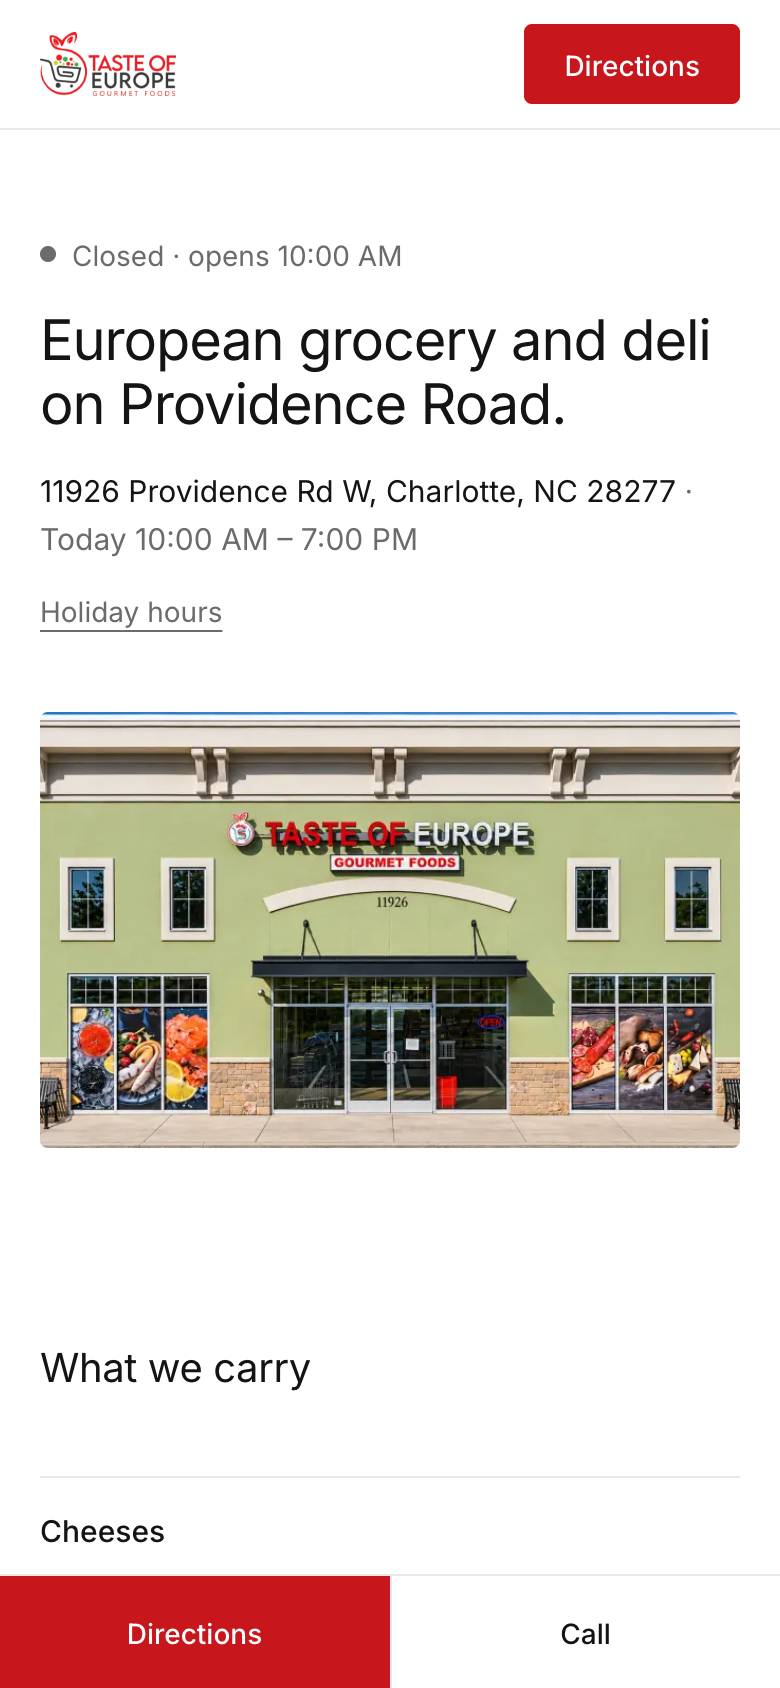 TASTE OF
EUROPE
GOURMET FOODS
Directions
Closed · opens 10:00 AM
European grocery and deli
on Providence Road.
11926 Providence Rd W, Charlotte, NC 28277 ·
Today 10:00 AM – 7:00 PM
Holiday hours
TASTE OF EUROPE
GOURMET FOODS
11926
OPEN
What we carry
Cheeses
Directions
Call